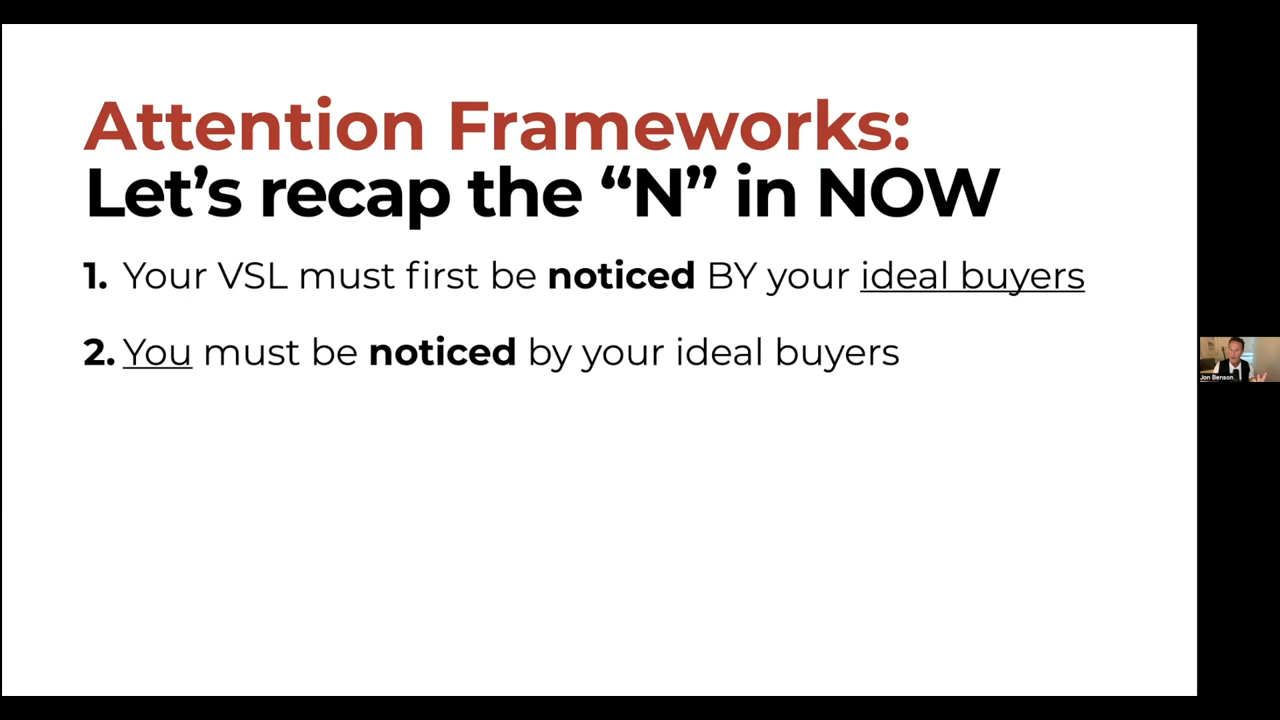 Attention Frameworks:
Let’s recap the “N” in NOW
1. Your VSL must first be noticed BY your ideal buyers
2. You must be noticed by your ideal buyers
Jon Benson